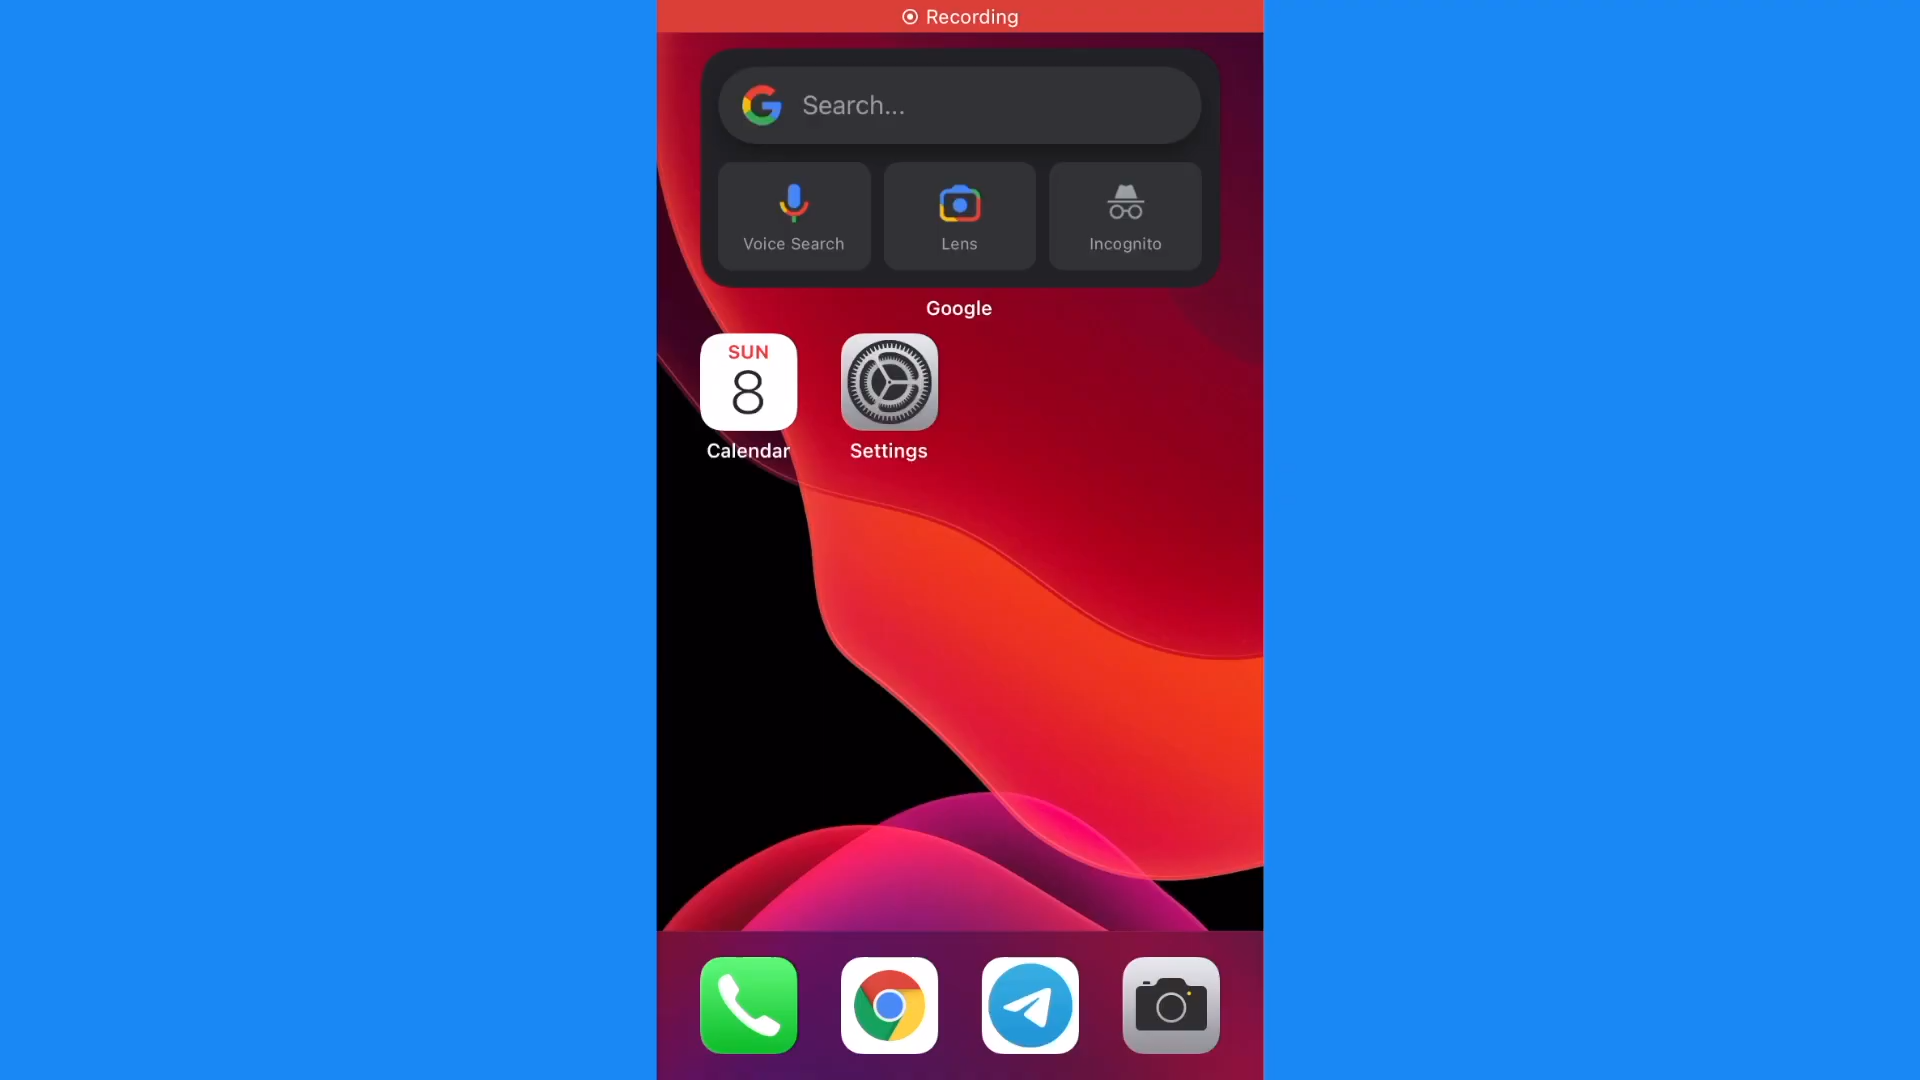 Recording
Search...
Voice Search
Lens
Incognito
Google
SUN
8
Calendar
Settings